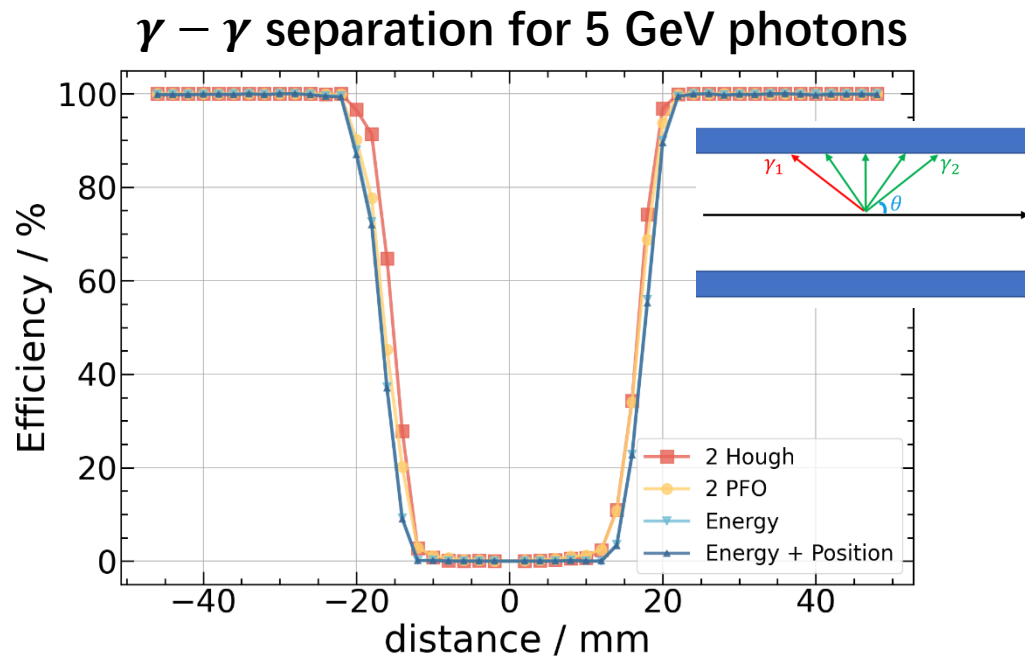 γ − γ separation for 5 GeV photons
Efficiency / %
100
80
60
40
20
0
−40
−20
0
20
40
distance / mm
γ₁
γ₂
θ
2 Hough
2 PFO
Energy
Energy + Position